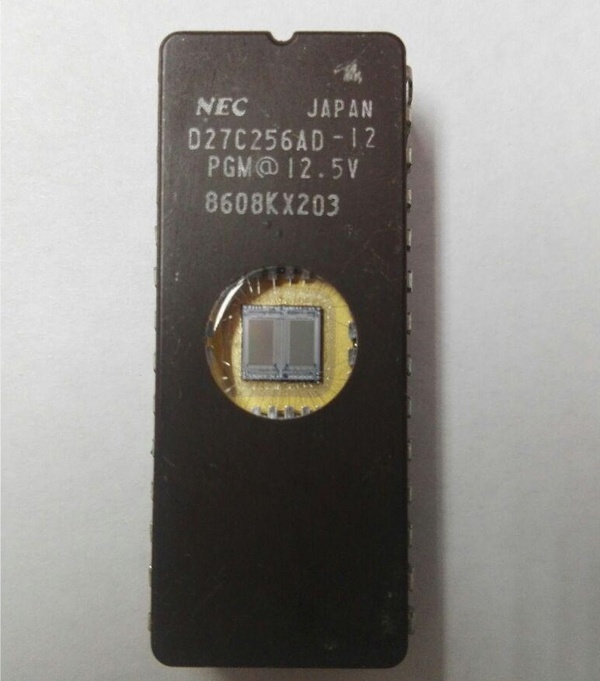 NEC JAPAN
D27C256AD-12
PGM@12.5V
8608KX203